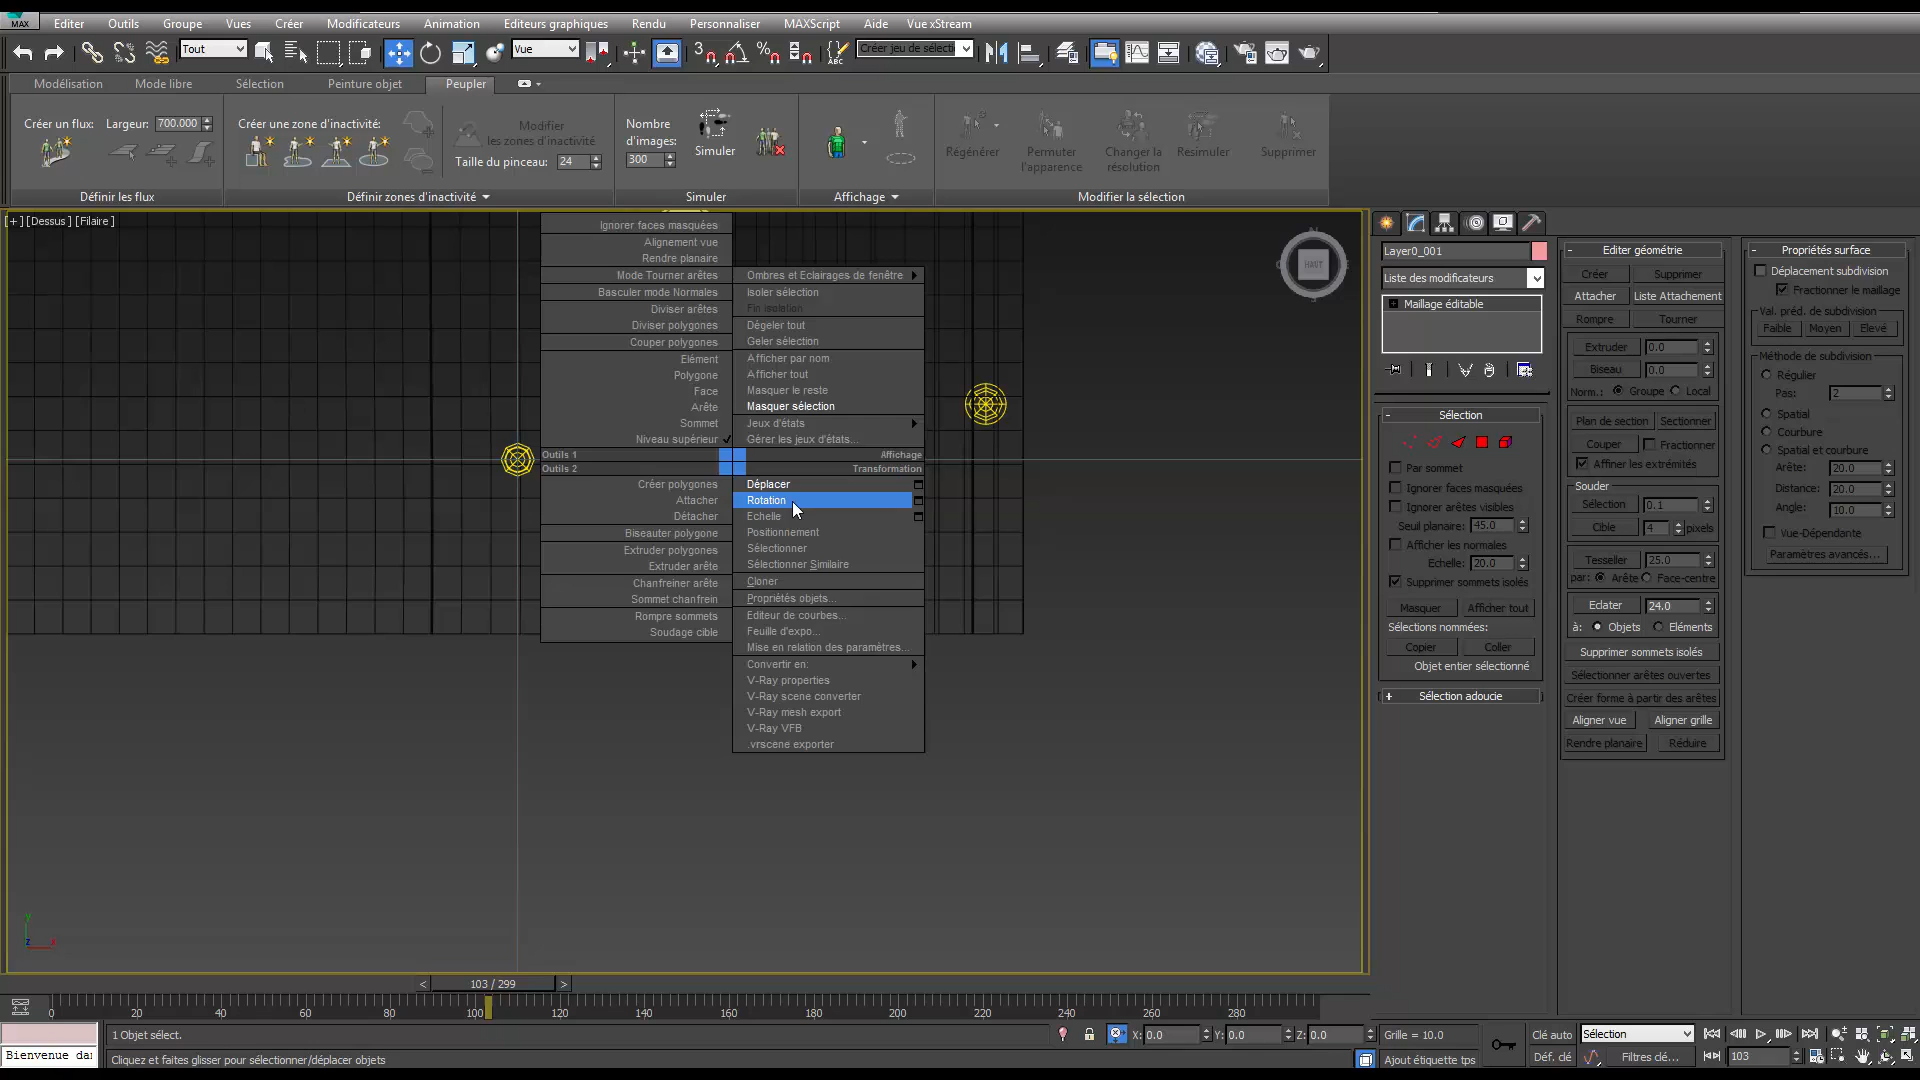 MAX
Editer
Outils
Groupe
Vues
Créer
Modificateurs
Animation
Editeurs graphiques
Rendu
Personnaliser
MAXScript
Aide
Vue xStream
Tout
Vue
3
ABC
Créer jeu de sélecti
Modélisation
Mode libre
Sélection
Peinture objet
Peupler
Créer un flux:
Largeur: 700.000
Définir les flux
Créer une zone d'inactivité:
Modifier
les zones d'inactivité
Taille du pinceau: 24
Définir zones d'inactivité
Nombre
d'images:
300
Simuler
Simuler
Affichage
Régénérer
Permuter
l'apparence
Changer la
résolution
Resimuler
Supprimer
Modifier la sélection
[+] [Dessus] [Filaire]
Ignorer faces masquées
Alignement vue
Rendre planaire
Mode Tourner arêtes
Basculer mode Normales
Diviser arêtes
Diviser polygones
Couper polygones
Elément
Polygone
Face
Arête
Sommet
Niveau supérieur
Outils 1
Outils 2
Créer polygones
Attacher
Détacher
Biseauter polygone
Extruder polygones
Extruder arête
Chanfreiner arête
Sommet chanfrein
Rompre sommets
Soudage cible
Ombres et Eclairages de fenêtre
Isoler sélection
Fin isolation
Dégeler tout
Geler sélection
Afficher par nom
Afficher tout
Masquer le reste
Masquer sélection
Jeux d'états
Gérer les jeux d'états...
Affichage
Transformation
Déplacer
Rotation
Echelle
Positionnement
Sélectionner
Sélectionner Similaire
Cloner
Propriétés objets...
Editeur de courbes...
Feuille d'expo...
Mise en relation des paramètres...
Convertir en:
V-Ray properties
V-Ray scene converter
V-Ray mesh export
V-Ray VFB
.vrscene exporter
HAUT
Layer0_001
Liste des modificateurs
Maillage éditable
- Sélection
Par sommet
Ignorer faces masquées
Ignorer arêtes visibles
Seuil planaire: 45.0
Afficher les normales
Echelle: 20.0
Supprimer sommets isolés
Masquer
Afficher tout
Sélections nommées:
Copier
Coller
Objet entier sélectionné
+ Sélection adoucie
- Editer géométrie
Créer
Supprimer
Attacher
Liste Attachement
Rompre
Tourner
Extruder 0.0
Biseau 0.0
Norm.: Groupe Local
Plan de section
Sectionner
Couper
Fractionner
Affiner les extrémités
Souder
Sélection 0.1
Cible 4 pixels
Tesseller 25.0
par: Arête Face-centre
Eclater 24.0
à: Objets Eléments
Supprimer sommets isolés
Sélectionner arêtes ouvertes
Créer forme à partir des arêtes
Aligner vue
Aligner grille
Rendre planaire
Réduire
- Propriétés surface
Déplacement subdivision
Fractionner le maillage
Val. préd. de subdivision
Faible
Moyen
Elevé
Méthode de subdivision
Régulier
Pas: 2
Spatial
Courbure
Spatial et courbure
Arête: 20.0
Distance: 20.0
Angle: 10.0
Vue-Dépendante
Paramètres avancés...
y
z
x
< 103 / 299 >
0 20 40 60 80 100 120 140 160 180 200 220 240 260 280
1 Objet sélect.
X: 0.0
Y: 0.0
Z: 0.0
Grille = 10.0
Clé auto
Sélection
Bienvenue da
Cliquez et faites glisser pour sélectionner/déplacer objets
Ajout étiquette tps
Déf. clé
Filtres clé...
103